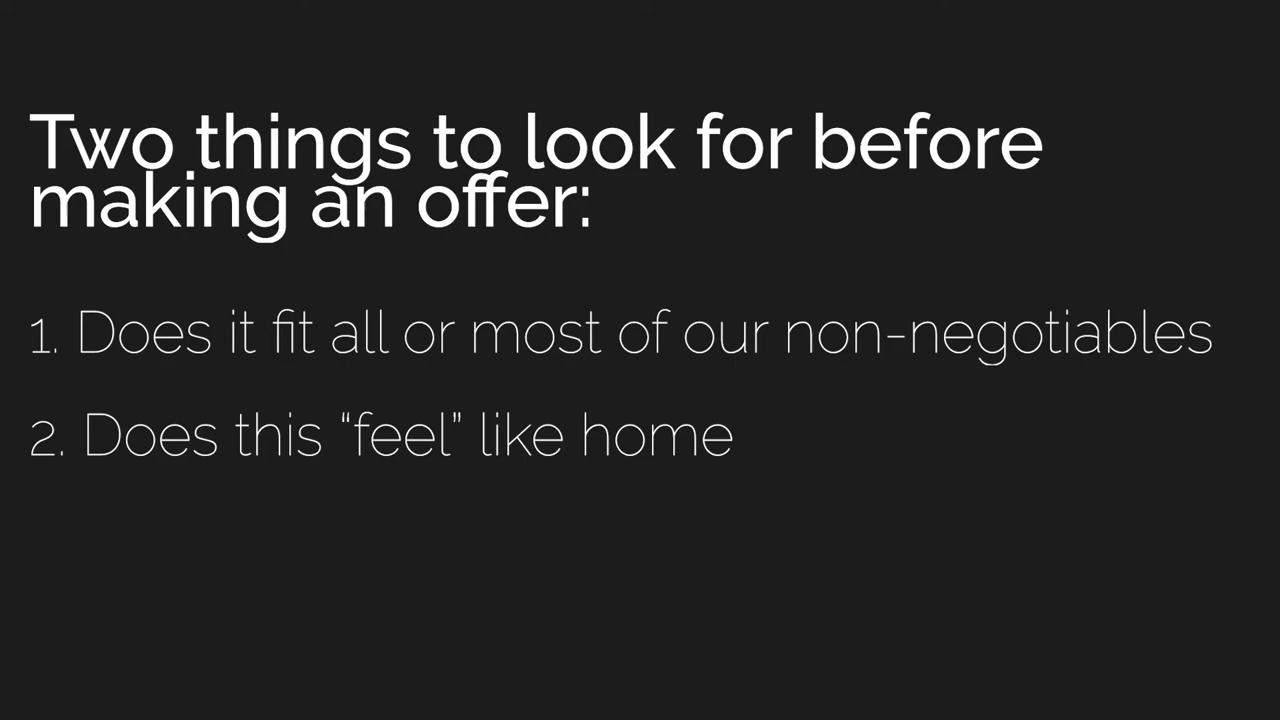 Two things to look for before
making an offer:
1. Does it fit all or most of our non-negotiables
2. Does this “feel” like home